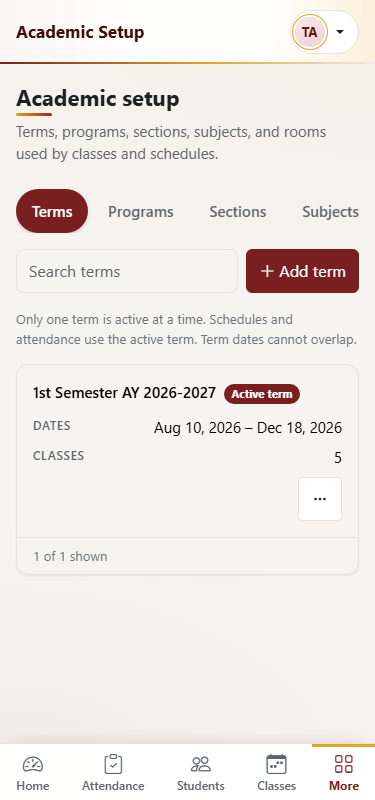 Academic Setup
TA
Academic setup
Terms, programs, sections, subjects, and rooms
used by classes and schedules.
Terms Programs Sections Subjects
Search terms
+ Add term
Only one term is active at a time. Schedules and
attendance use the active term. Term dates cannot overlap.
1st Semester AY 2026-2027 Active term
DATES Aug 10, 2026 – Dec 18, 2026
CLASSES 5
...
1 of 1 shown
Home Attendance Students Classes More